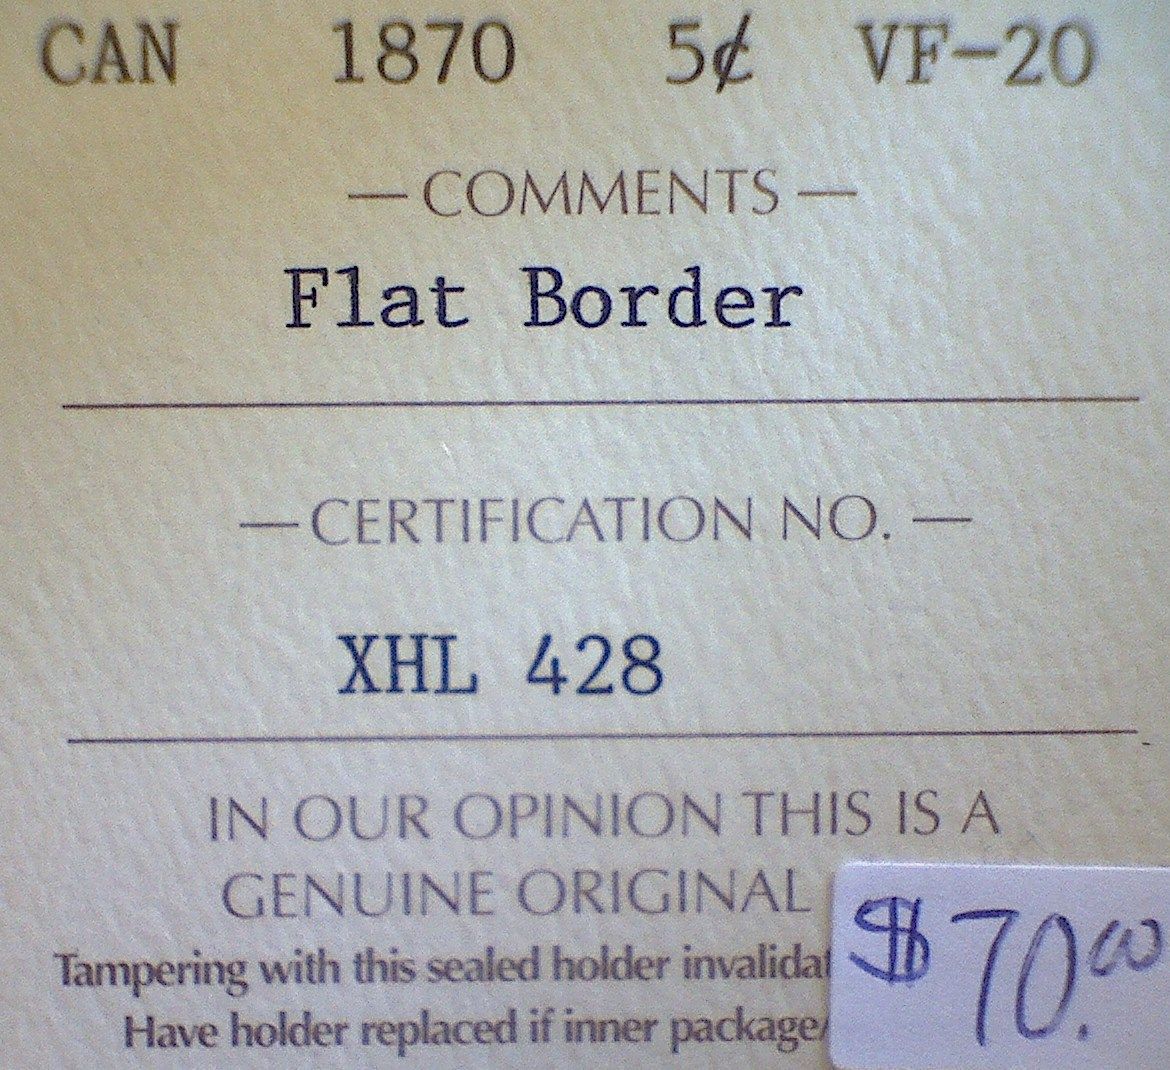 CAN 1870 5¢ VF-20
— COMMENTS —
Flat Border
— CERTIFICATION NO. —
XHL 428
IN OUR OPINION THIS IS A
GENUINE ORIGINAL
Tampering with this sealed holder
Have holder replaced if inner package
$70.00